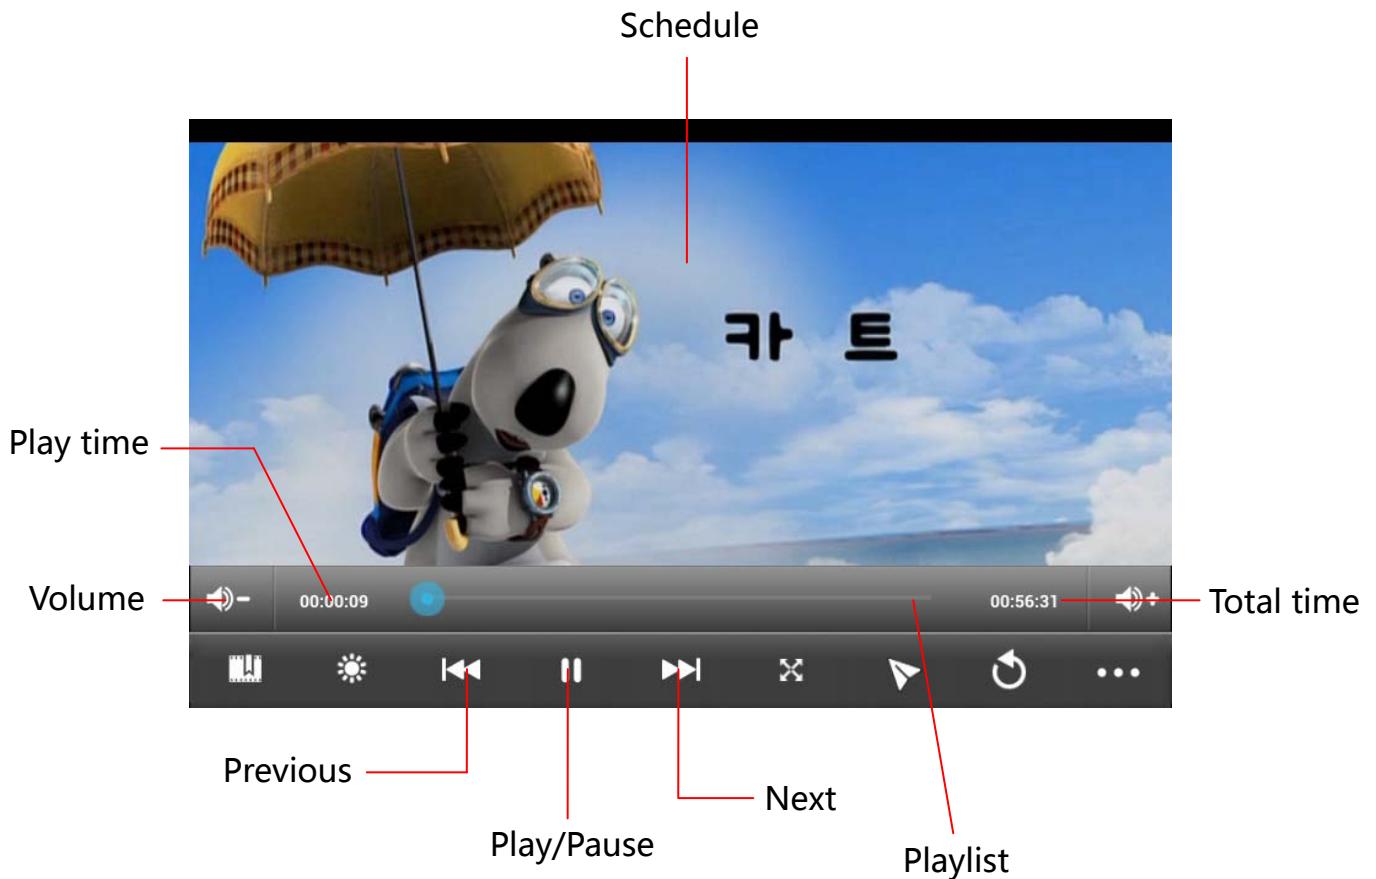 Schedule
카 트
Play time
Volume
00:00:09
00:56:31
Total time
Previous
Next
Play/Pause
Playlist